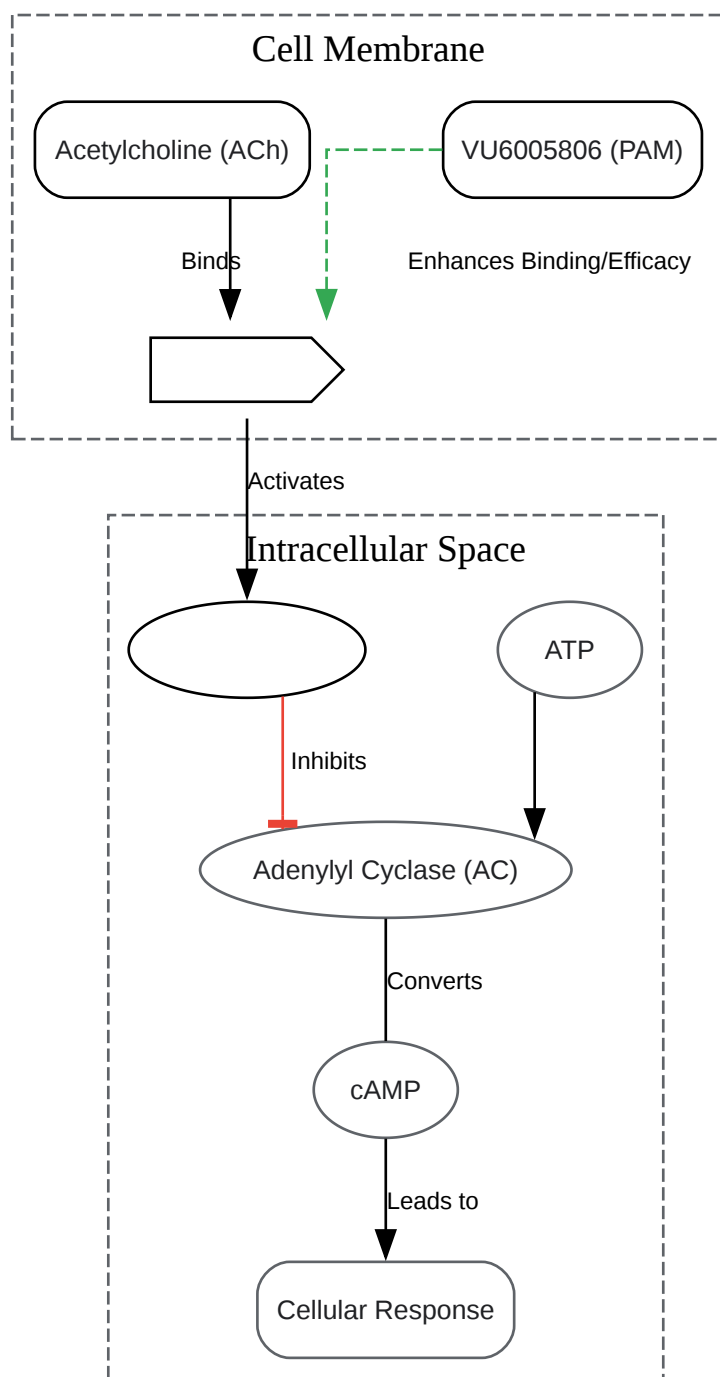 Cell Membrane
Acetylcholine (ACh)
VU6005806 (PAM)
Binds
Enhances Binding/Efficacy
Activates
Intracellular Space
ATP
Inhibits
Adenylyl Cyclase (AC)
Converts
cAMP
Leads to
Cellular Response